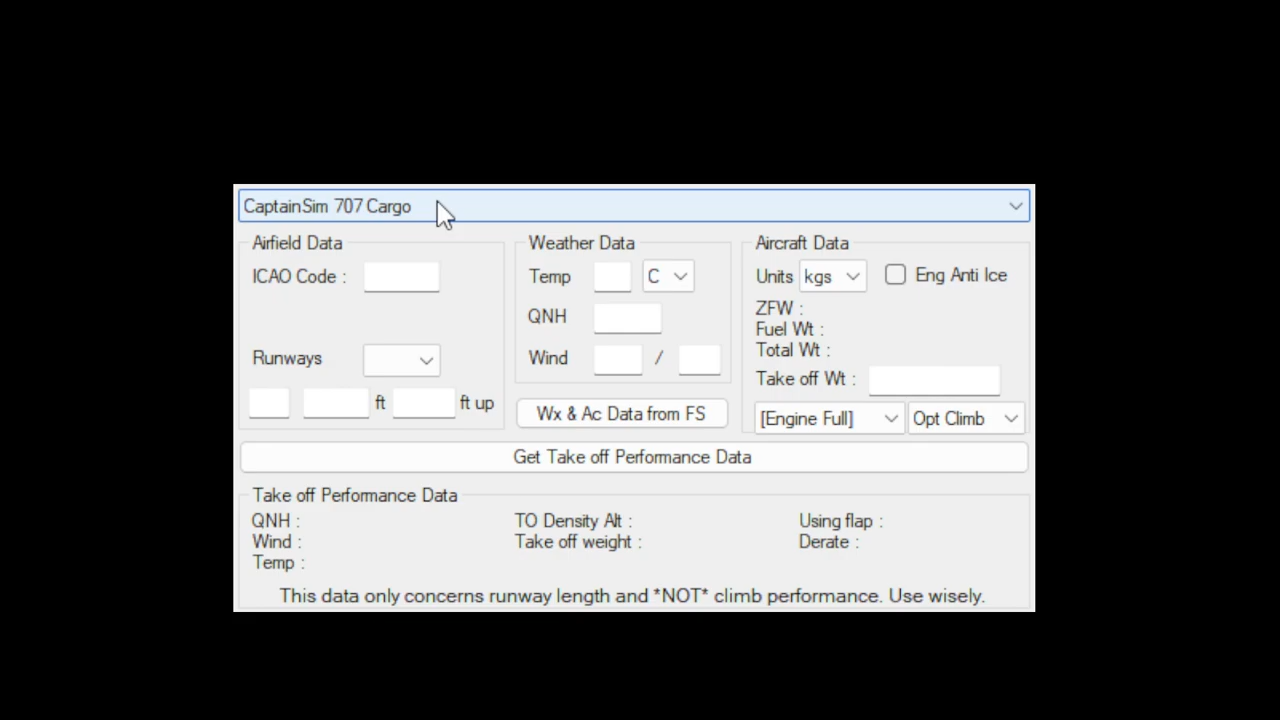 CaptainSim 707 Cargo
Airfield Data
ICAO Code :
Runways
ft ft up
Weather Data
Temp C
QNH
Wind /
Wx & Ac Data from FS
Aircraft Data
Units kgs Eng Anti Ice
ZFW :
Fuel Wt :
Total Wt :
Take off Wt :
[Engine Full] Opt Climb
Get Take off Performance Data
Take off Performance Data
QNH : TO Density Alt : Using flap :
Wind : Take off weight : Derate :
Temp :
This data only concerns runway length and *NOT* climb performance. Use wisely.